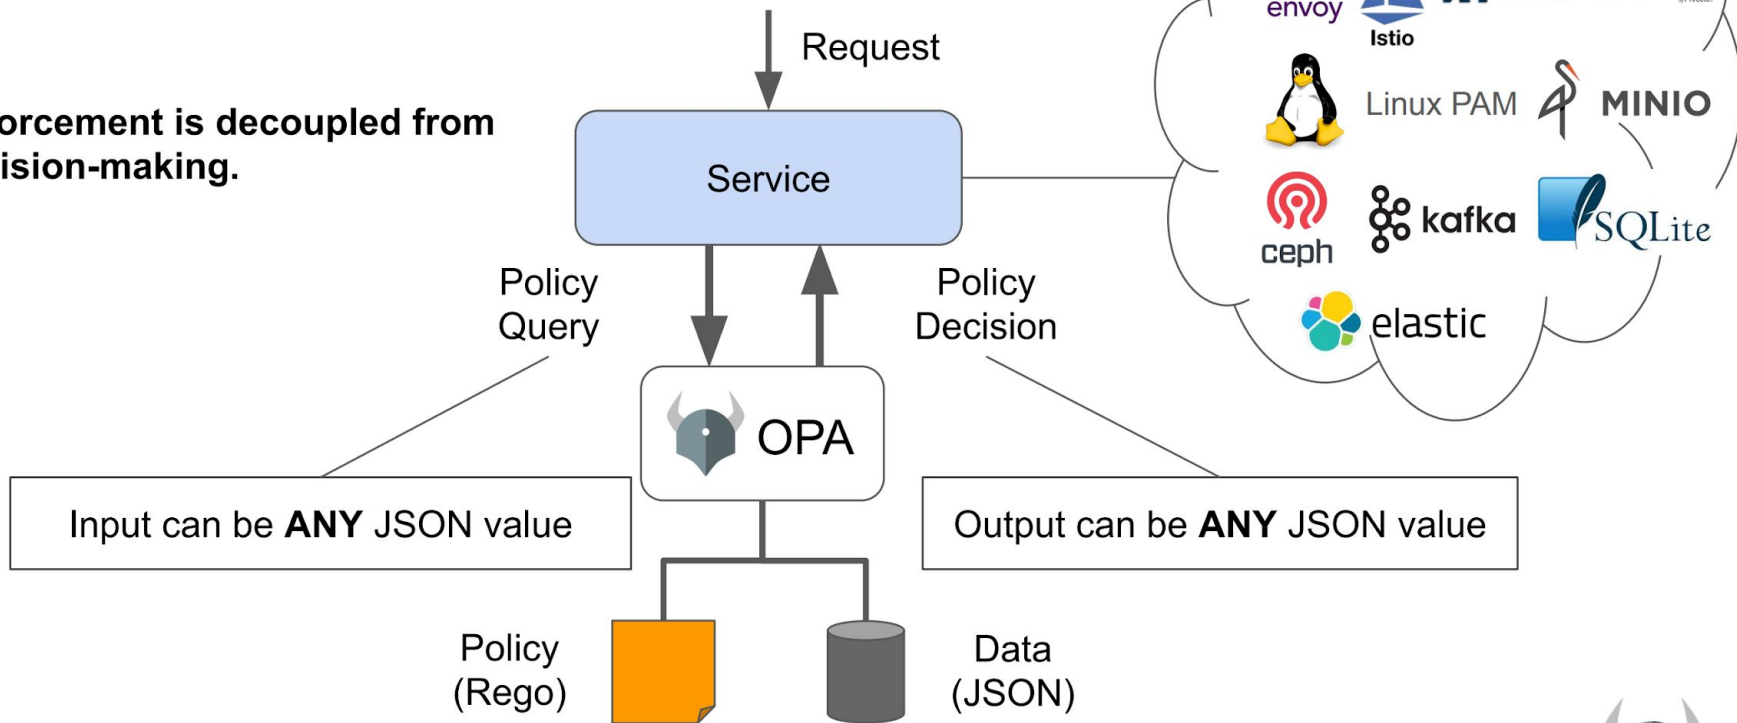 Request
envoy
Istio
orcement is decoupled from
ision-making.
Service
Linux PAM
MINIO
ceph
kafka
SQLite
elastic
Policy
Query
Policy
Decision
OPA
Input can be ANY JSON value
Output can be ANY JSON value
Policy
(Rego)
Data
(JSON)